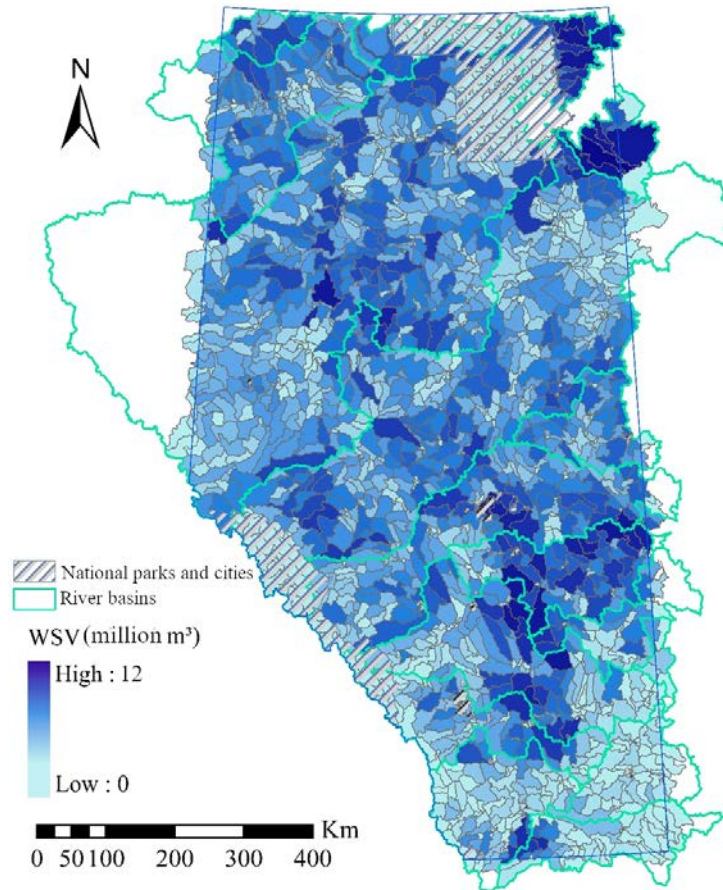 N
National parks and cities
River basins
WSV (million m³)
High : 12
Low : 0
Km
0 50 100 200 300 400